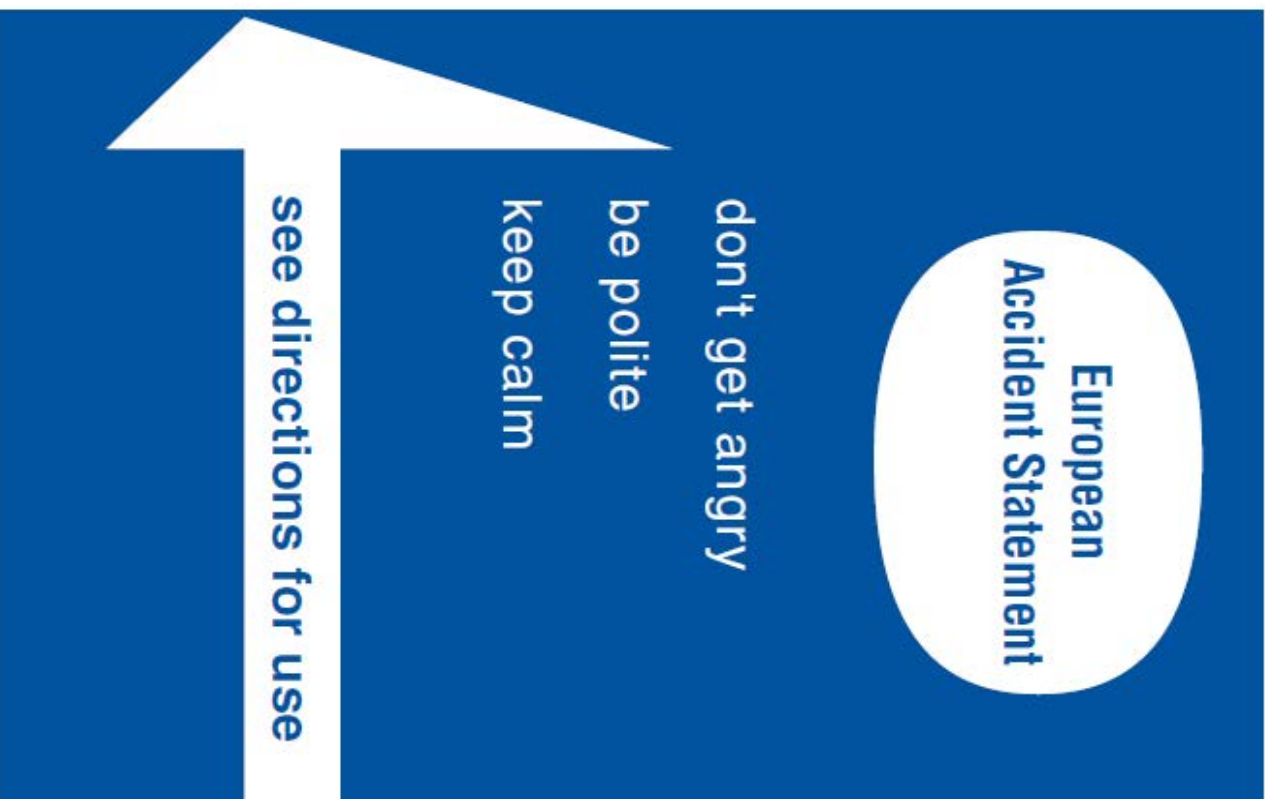 European
Accident Statement
don't get angry
be polite
keep calm
see directions for use